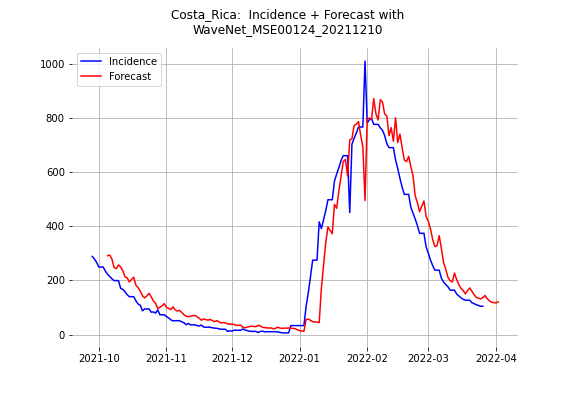 Costa_Rica:  Incidence + Forecast with
WaveNet_MSE00124_20211210
Incidence
Forecast
1000
800
600
400
200
0
2021-10 2021-11 2021-12 2022-01 2022-02 2022-03 2022-04